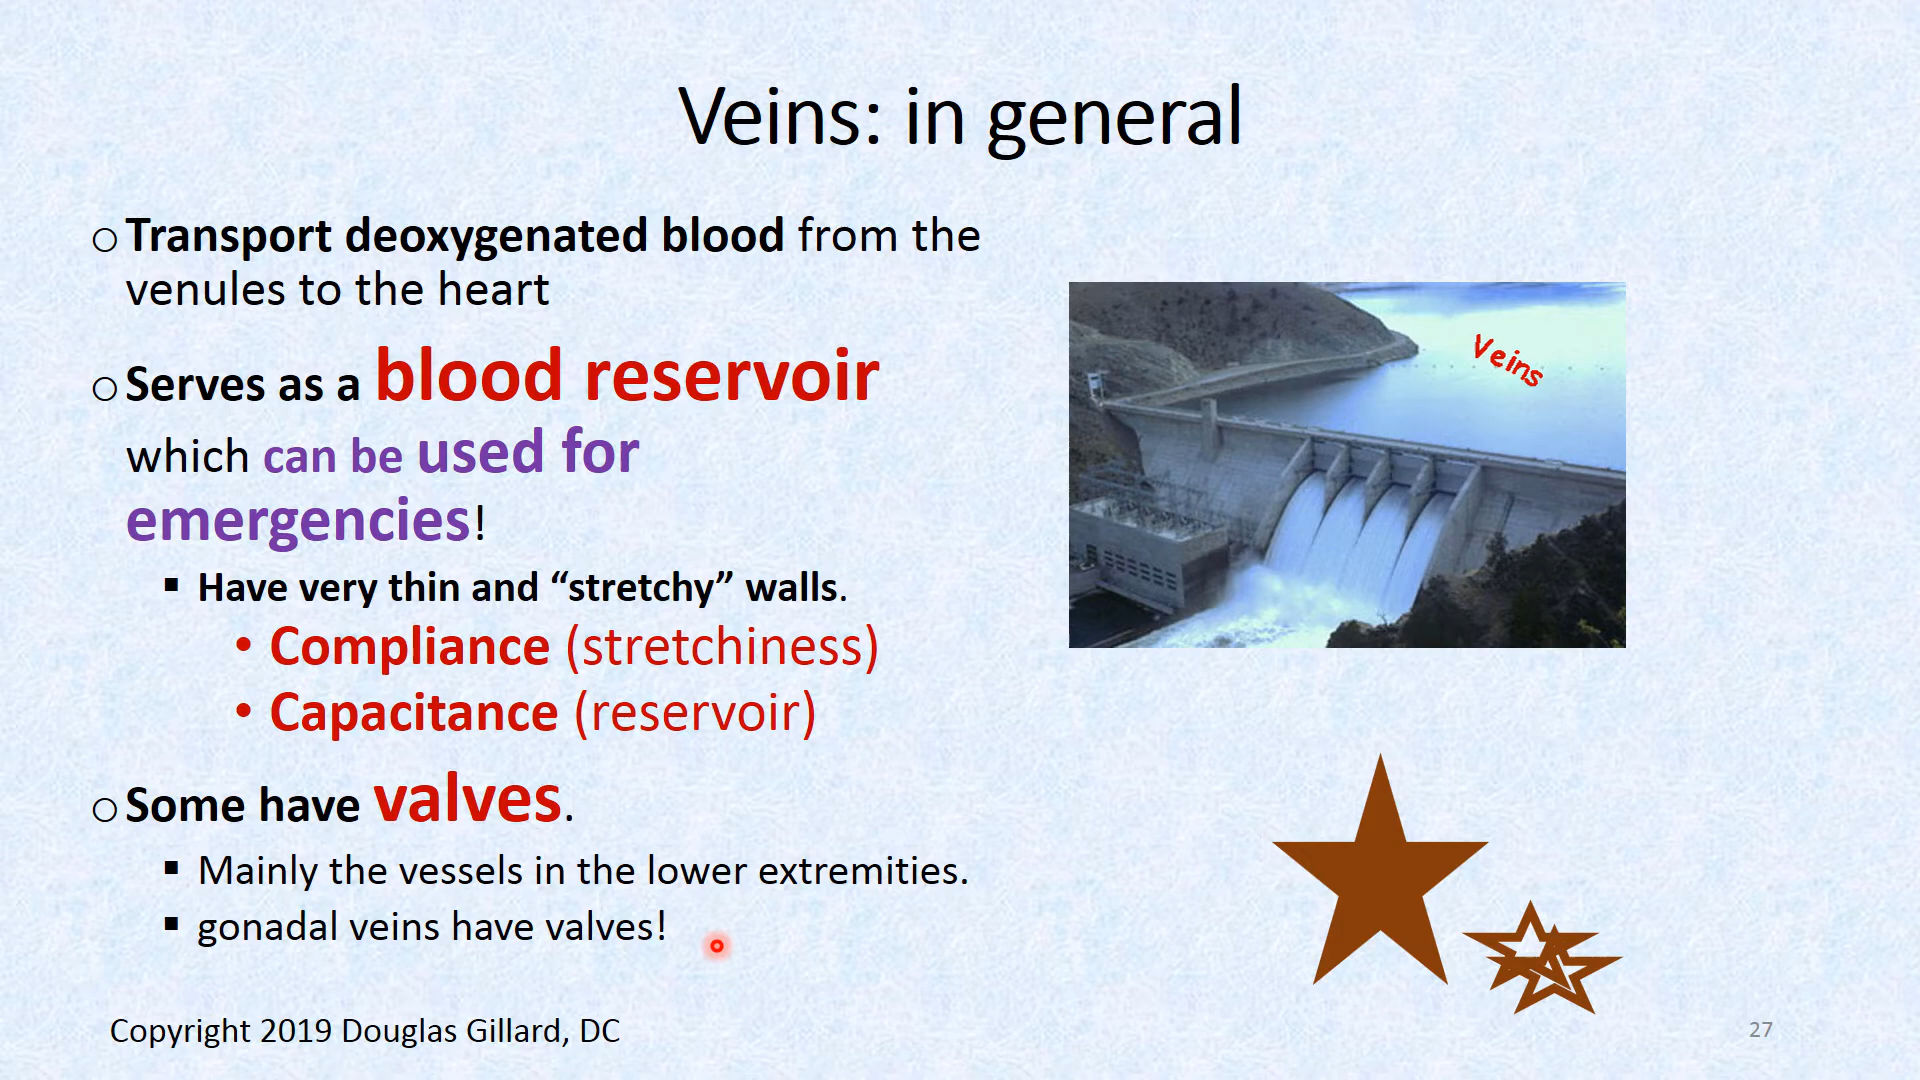 Veins: in general
Transport deoxygenated blood from the
venules to the heart
Serves as a blood reservoir
which can be used for
emergencies!
Have very thin and “stretchy” walls.
Compliance (stretchiness)
Capacitance (reservoir)
Some have valves.
Mainly the vessels in the lower extremities.
gonadal veins have valves!
Veins
Copyright 2019 Douglas Gillard, DC
27